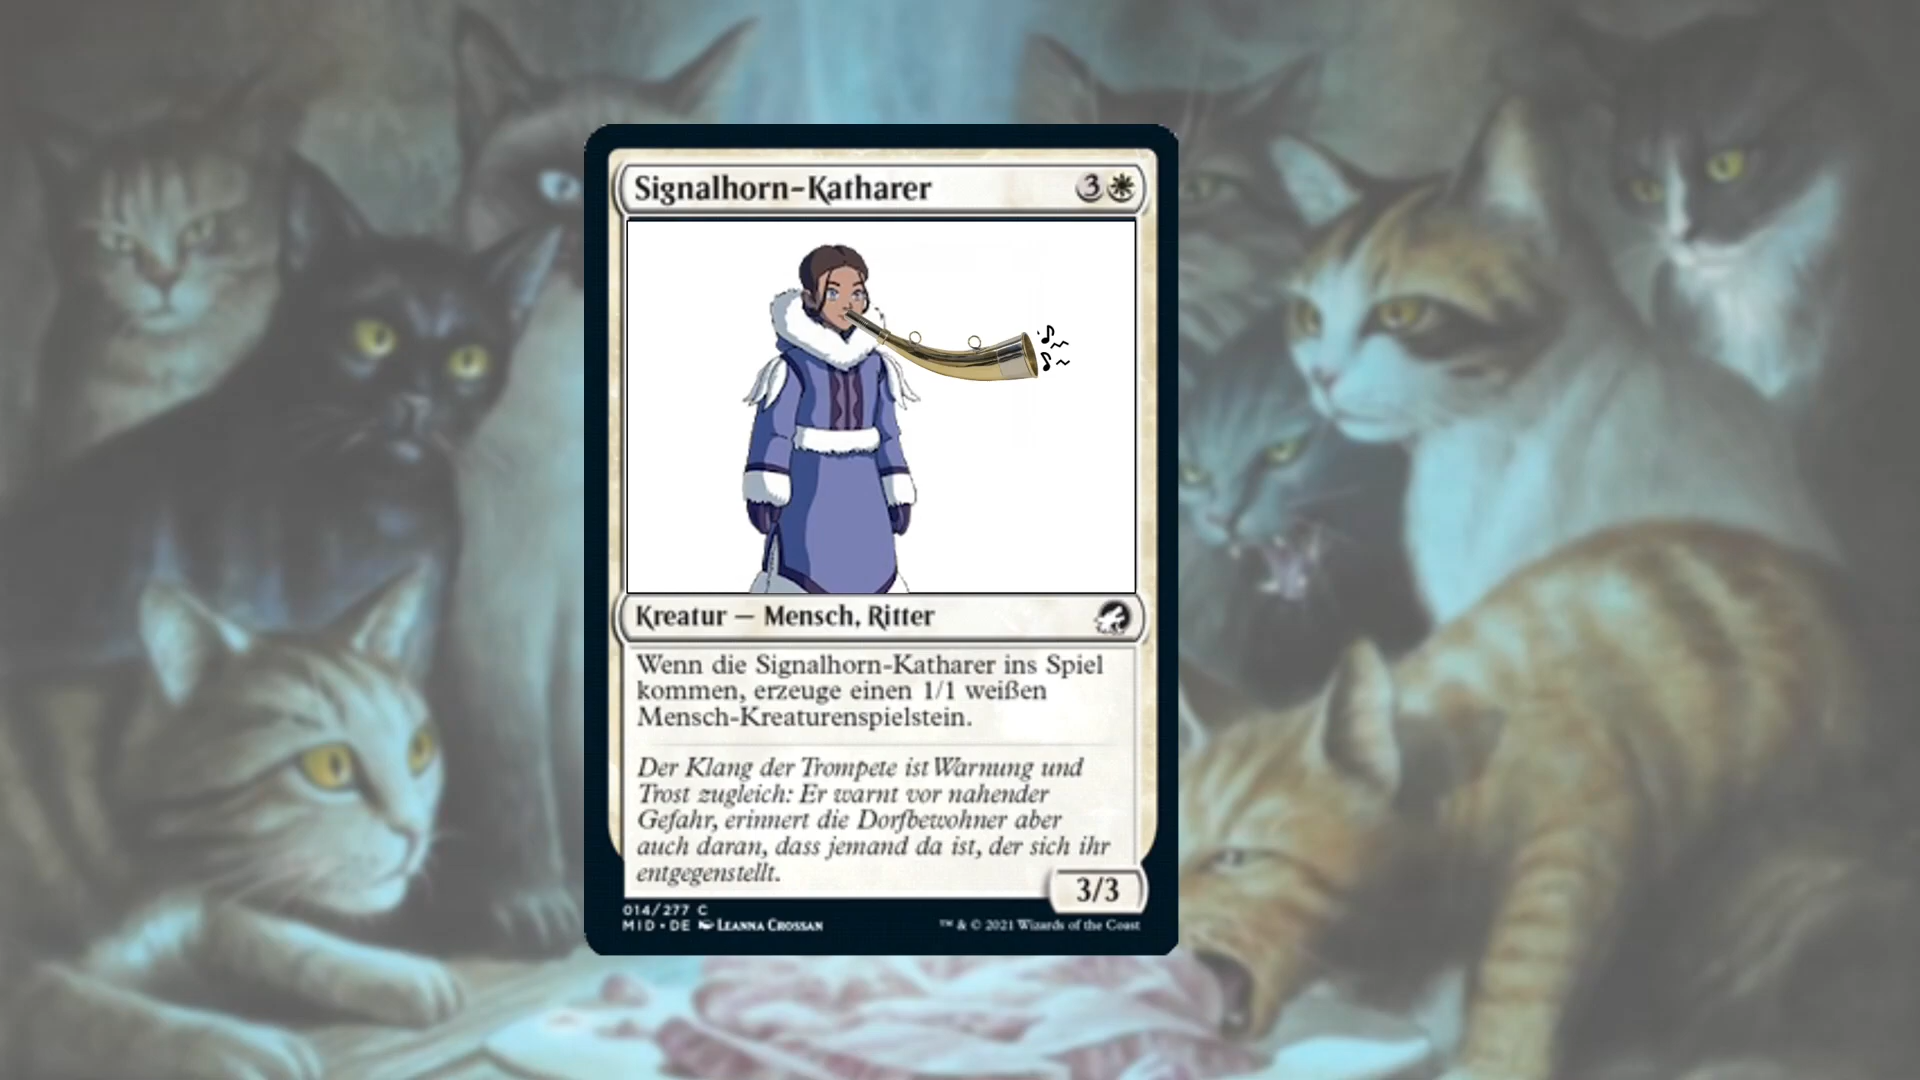 Signalhorn-Katharer 3
Kreatur — Mensch, Ritter
Wenn die Signalhorn-Katharer ins Spiel
kommen, erzeuge einen 1/1 weißen
Mensch-Kreaturenspielstein.
Der Klang der Trompete ist Warnung und
Trost zugleich: Er warnt vor nahender
Gefahr, erinnert die Dorfbewohner aber
auch daran, dass jemand da ist, der sich ihr
entgegenstellt.
3/3
014/277 C
MID • DE LEANNA CROSSAN
™ & © 2021 Wizards of the Coast